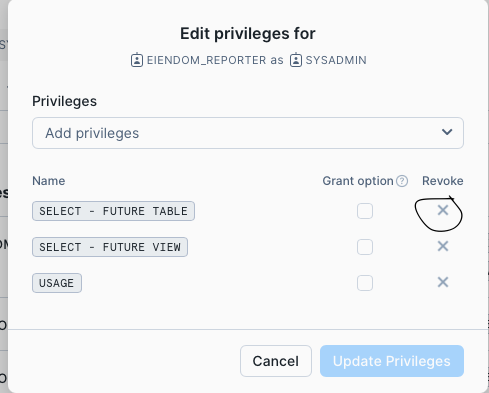 Edit privileges for
EIENDOM_REPORTER as SYSADMIN
Privileges
Add privileges
Name Grant option ? Revoke
SELECT - FUTURE TABLE
SELECT - FUTURE VIEW
USAGE
Cancel Update Privileges